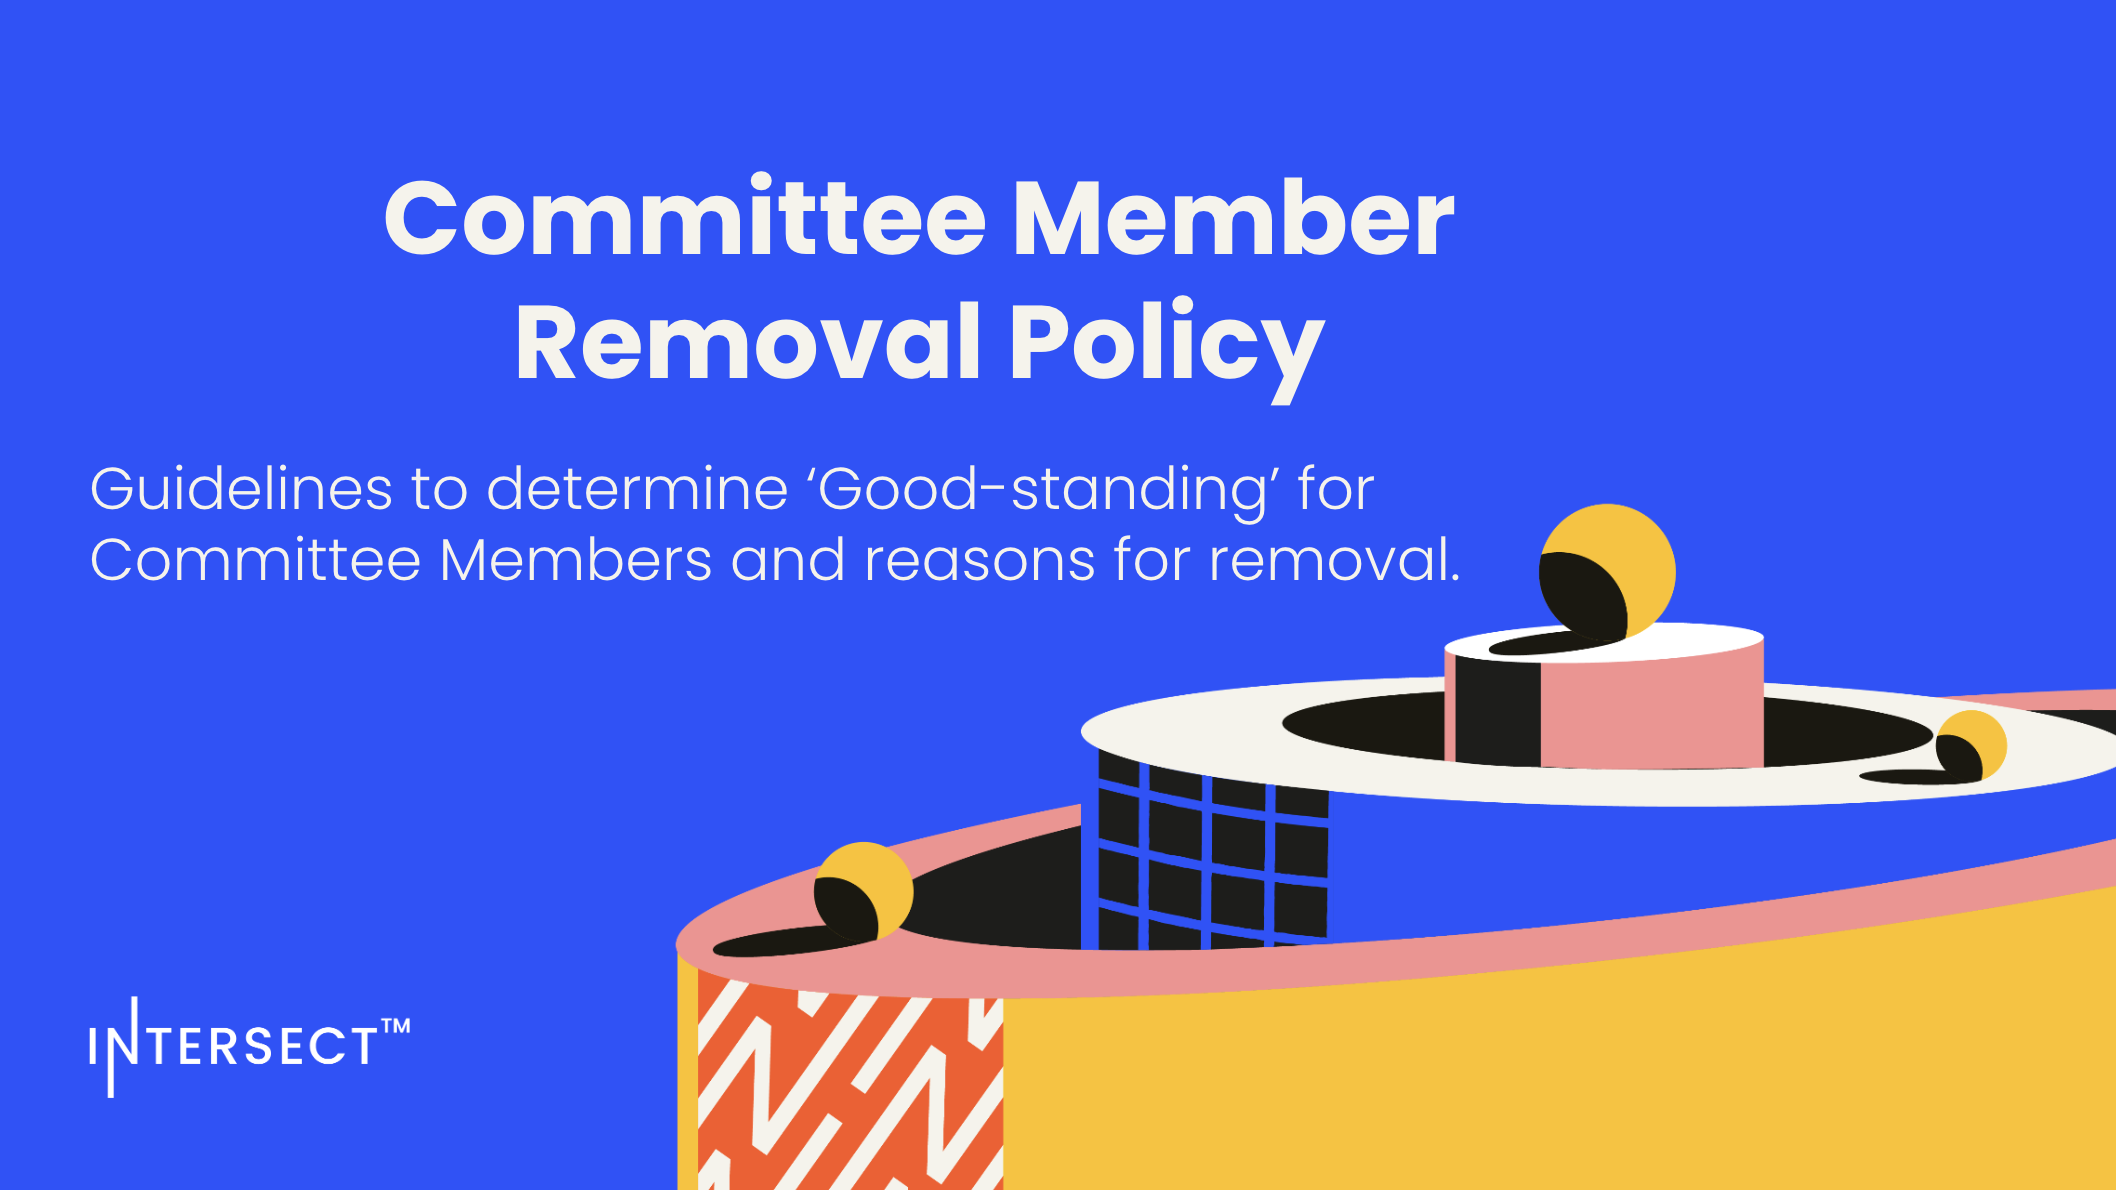 Committee Member
Removal Policy
Guidelines to determine ‘Good-standing’ for
Committee Members and reasons for removal.
INTERSECT™